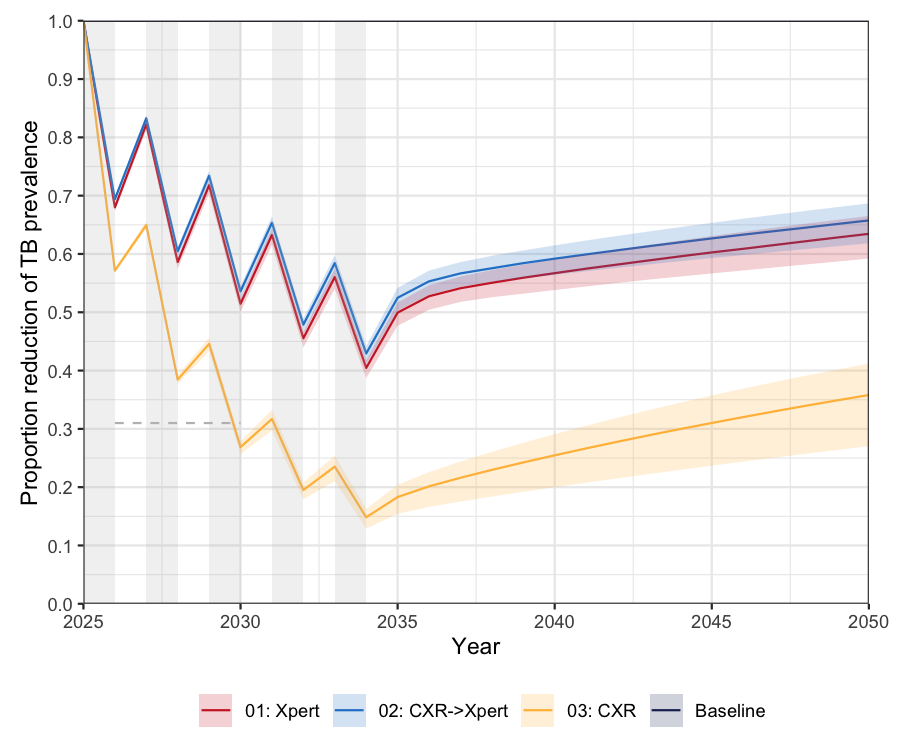 Proportion reduction of TB prevalence
1.0
0.9
0.8
0.7
0.6
0.5
0.4
0.3
0.2
0.1
0.0
2025 2030 2035 2040 2045 2050
Year
01: Xpert 02: CXR->Xpert 03: CXR Baseline